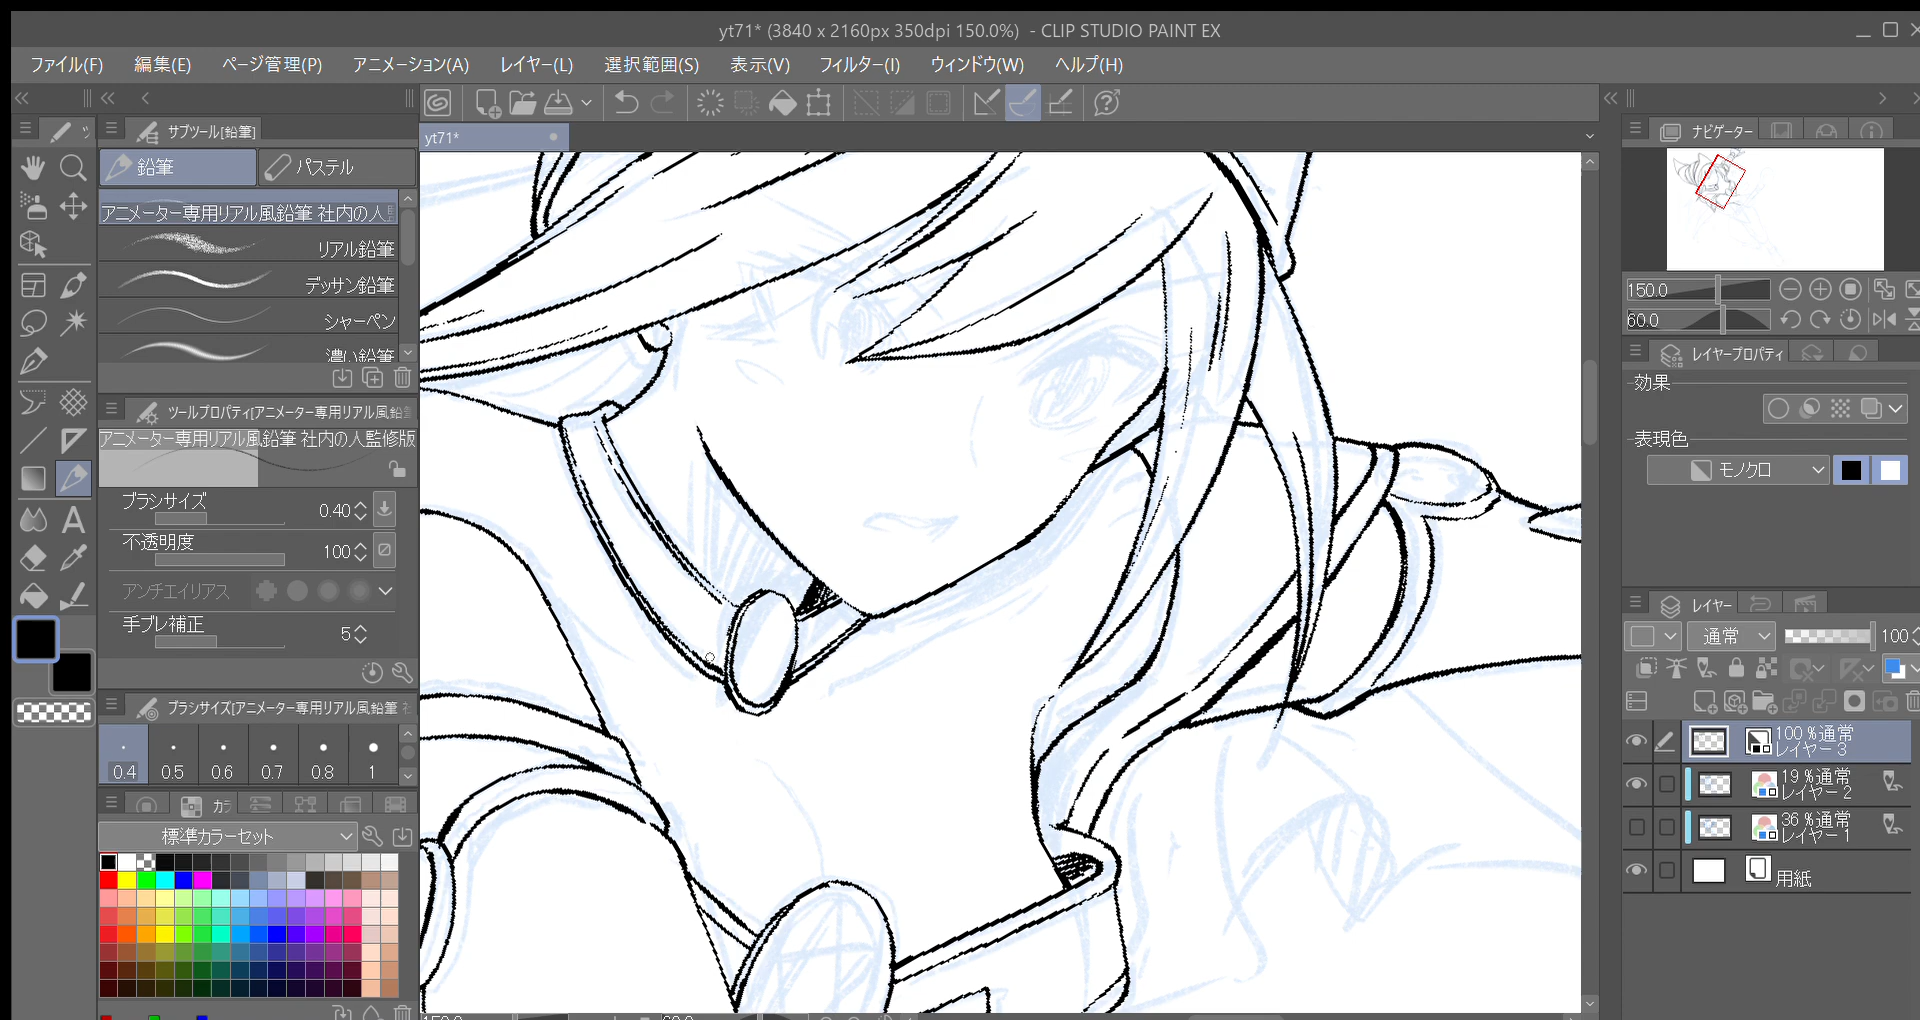 yt71* (3840 x 2160px 350dpi 150.0%) - CLIP STUDIO PAINT EX
ファイル(F) 編集(E) ページ管理(P) アニメーション(A) レイヤー(L) 選択範囲(S) 表示(V) フィルター(I) ウィンドウ(W) ヘルプ(H)
サブツール[鉛筆]
yt71*
鉛筆 パステル
アニメーター専用リアル風鉛筆 社内の人
リアル鉛筆
デッサン鉛筆
シャーペン
濃い鉛筆
ツールプロパティ[アニメーター専用リアル風鉛
アニメーター専用リアル風鉛筆 社内の人監修版
ブラシサイズ 0.40
不透明度 100
アンチエイリアス
手ブレ補正 5
ブラシサイズ[アニメーター専用リアル風鉛筆
0.4 0.5 0.6 0.7 0.8 1
カラ
標準カラーセット
ナビゲーター
150.0
60.0
レイヤープロパティ
効果
表現色
モノクロ
レイヤー
通常 100
100 %通常
レイヤー 3
19 %通常
レイヤー 2
36 %通常
レイヤー 1
用紙